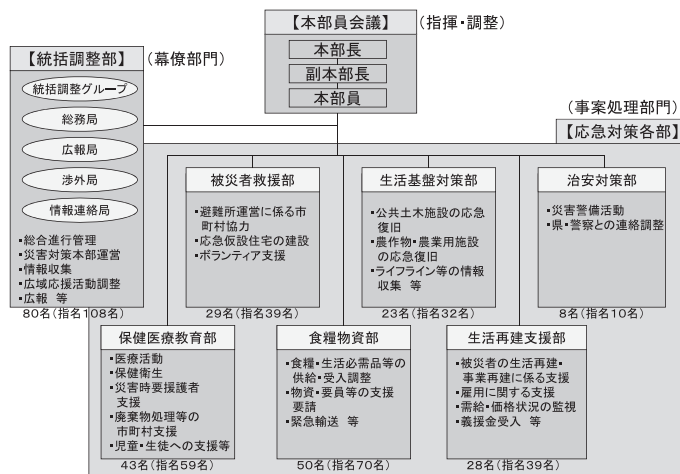 【本部員会議】
(指揮・調整)
本部長
副本部長
本部員
【統括調整部】
(幕僚部門)
統括調整グループ
総務局
広報局
渉外局
情報連絡局
▪総合進行管理
▪災害対策本部運営
▪情報収集
▪広域応援活動調整
▪広報 等
80名(指名108名)
(事案処理部門)
【応急対策各部】
被災者救援部
▪避難所運営に係る市
町村協力
▪応急仮設住宅の建設
▪ボランティア支援
29名(指名39名)
生活基盤対策部
▪公共土木施設の応急
復旧
▪農作物・農業用施設
の応急復旧
▪ライフライン等の情報
収集 等
23名(指名32名)
治安対策部
▪災害警備活動
▪県・警察との連絡調整
8名(指名10名)
保健医療教育部
▪医療活動
▪保健衛生
▪災害時要援護者
支援
▪廃棄物処理等の
市町村支援
▪児童・生徒への支援等
43名(指名59名)
食糧物資部
▪食糧・生活必需品等の
供給・受入調整
▪物資・要員等の支援
要請
▪緊急輸送 等
50名(指名70名)
生活再建支援部
▪被災者の生活再建・
事業再建に係る支援
▪雇用に関する支援
▪需給・価格状況の監視
▪義援金受入 等
28名(指名39名)